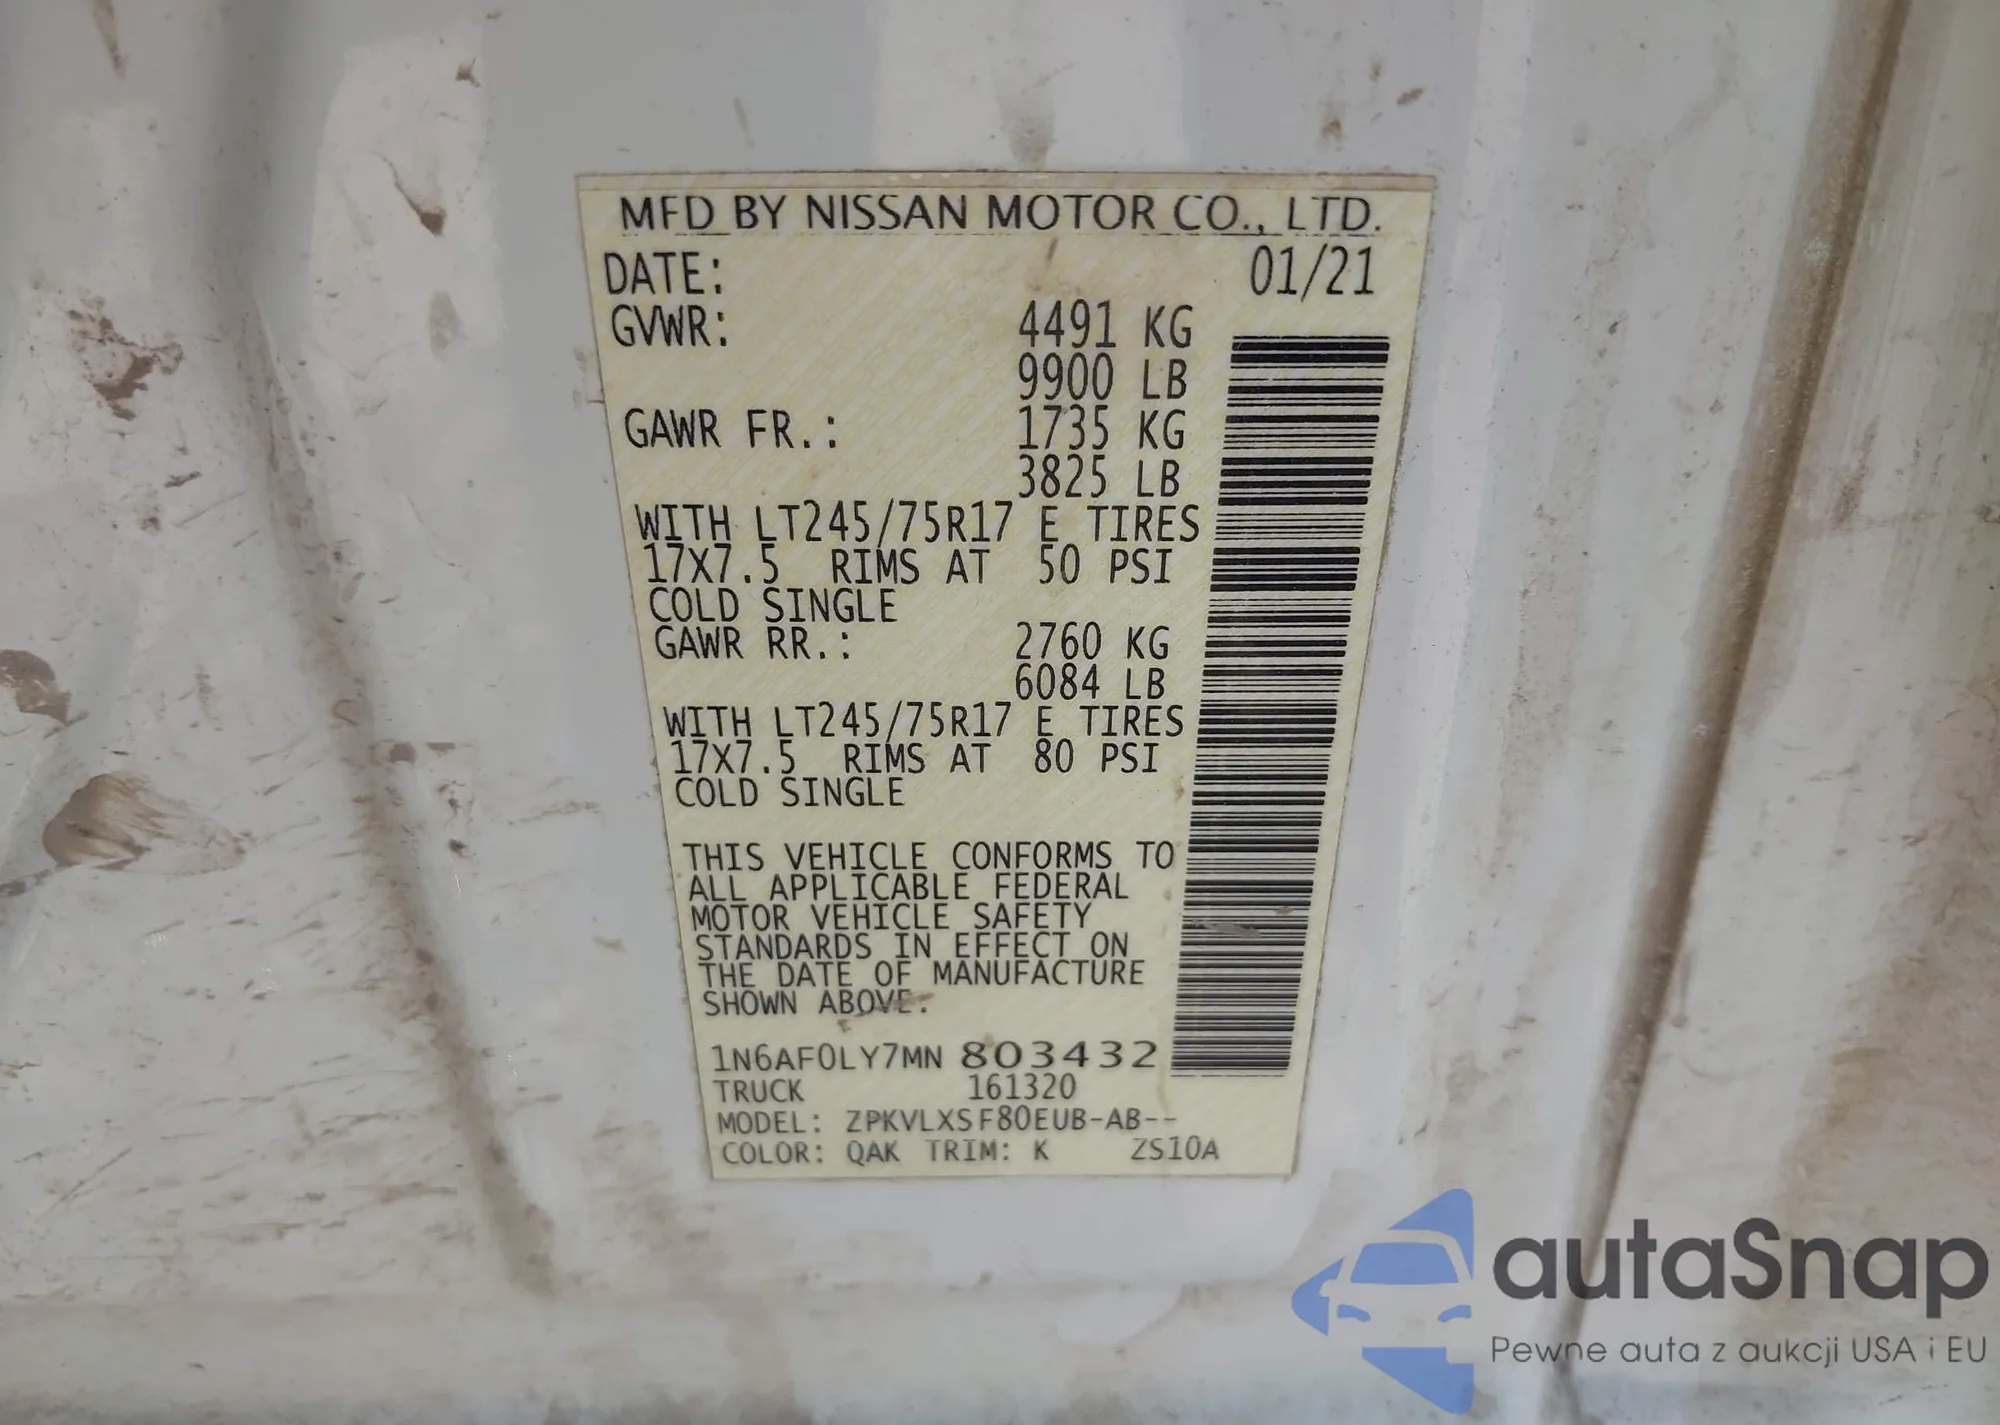 MFD BY NISSAN MOTOR CO., LTD.
DATE: 01/21
GVWR: 4491 KG
9900 LB
GAWR FR.: 1735 KG
3825 LB
WITH LT245/75R17 E TIRES
17X7.5 RIMS AT 50 PSI
COLD SINGLE
GAWR RR.: 2760 KG
6084 LB
WITH LT245/75R17 E TIRES
17X7.5 RIMS AT 80 PSI
COLD SINGLE
THIS VEHICLE CONFORMS TO
ALL APPLICABLE FEDERAL
MOTOR VEHICLE SAFETY
STANDARDS IN EFFECT ON
THE DATE OF MANUFACTURE
SHOWN ABOVE.
1N6AF0LY7MN 803432
TRUCK 161320
MODEL: ZPKVLXSF80EUB-AB--
COLOR: QAK TRIM: K ZS10A
autaSnap
Pewne auta z aukcji USA i EU